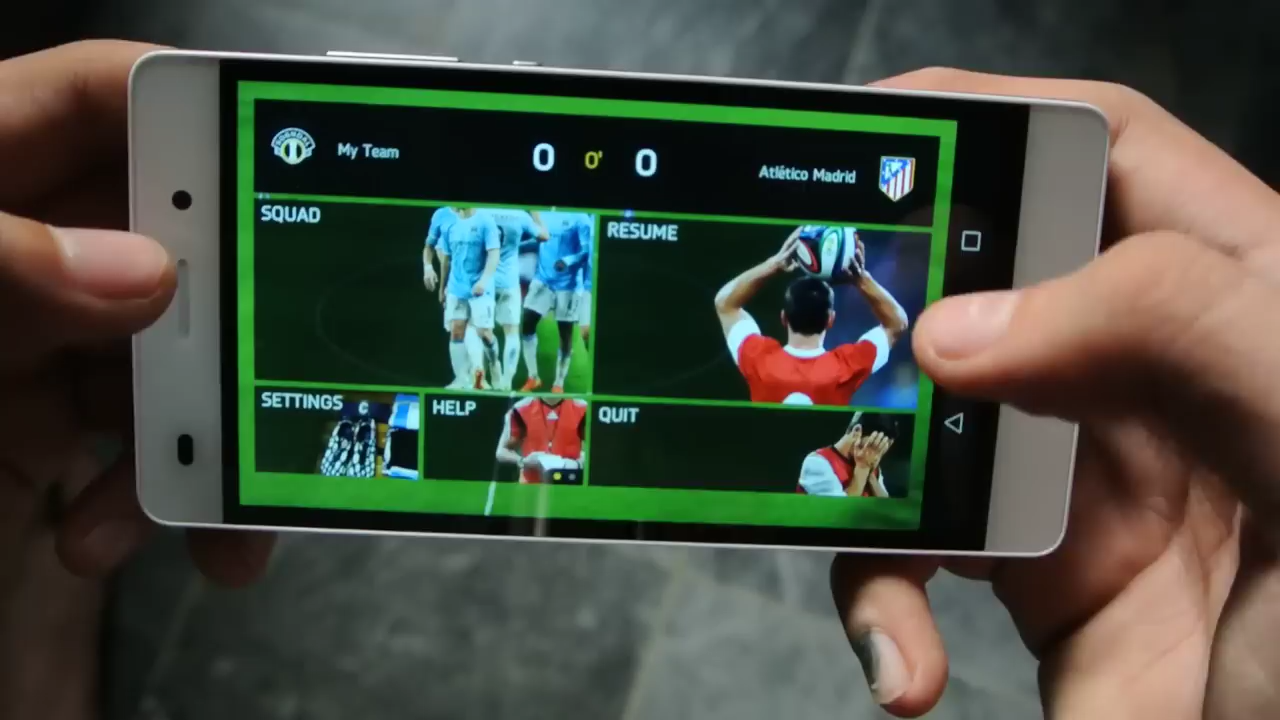 My Team
0 0' 0
Atlético Madrid
SQUAD
RESUME
SETTINGS
HELP
QUIT